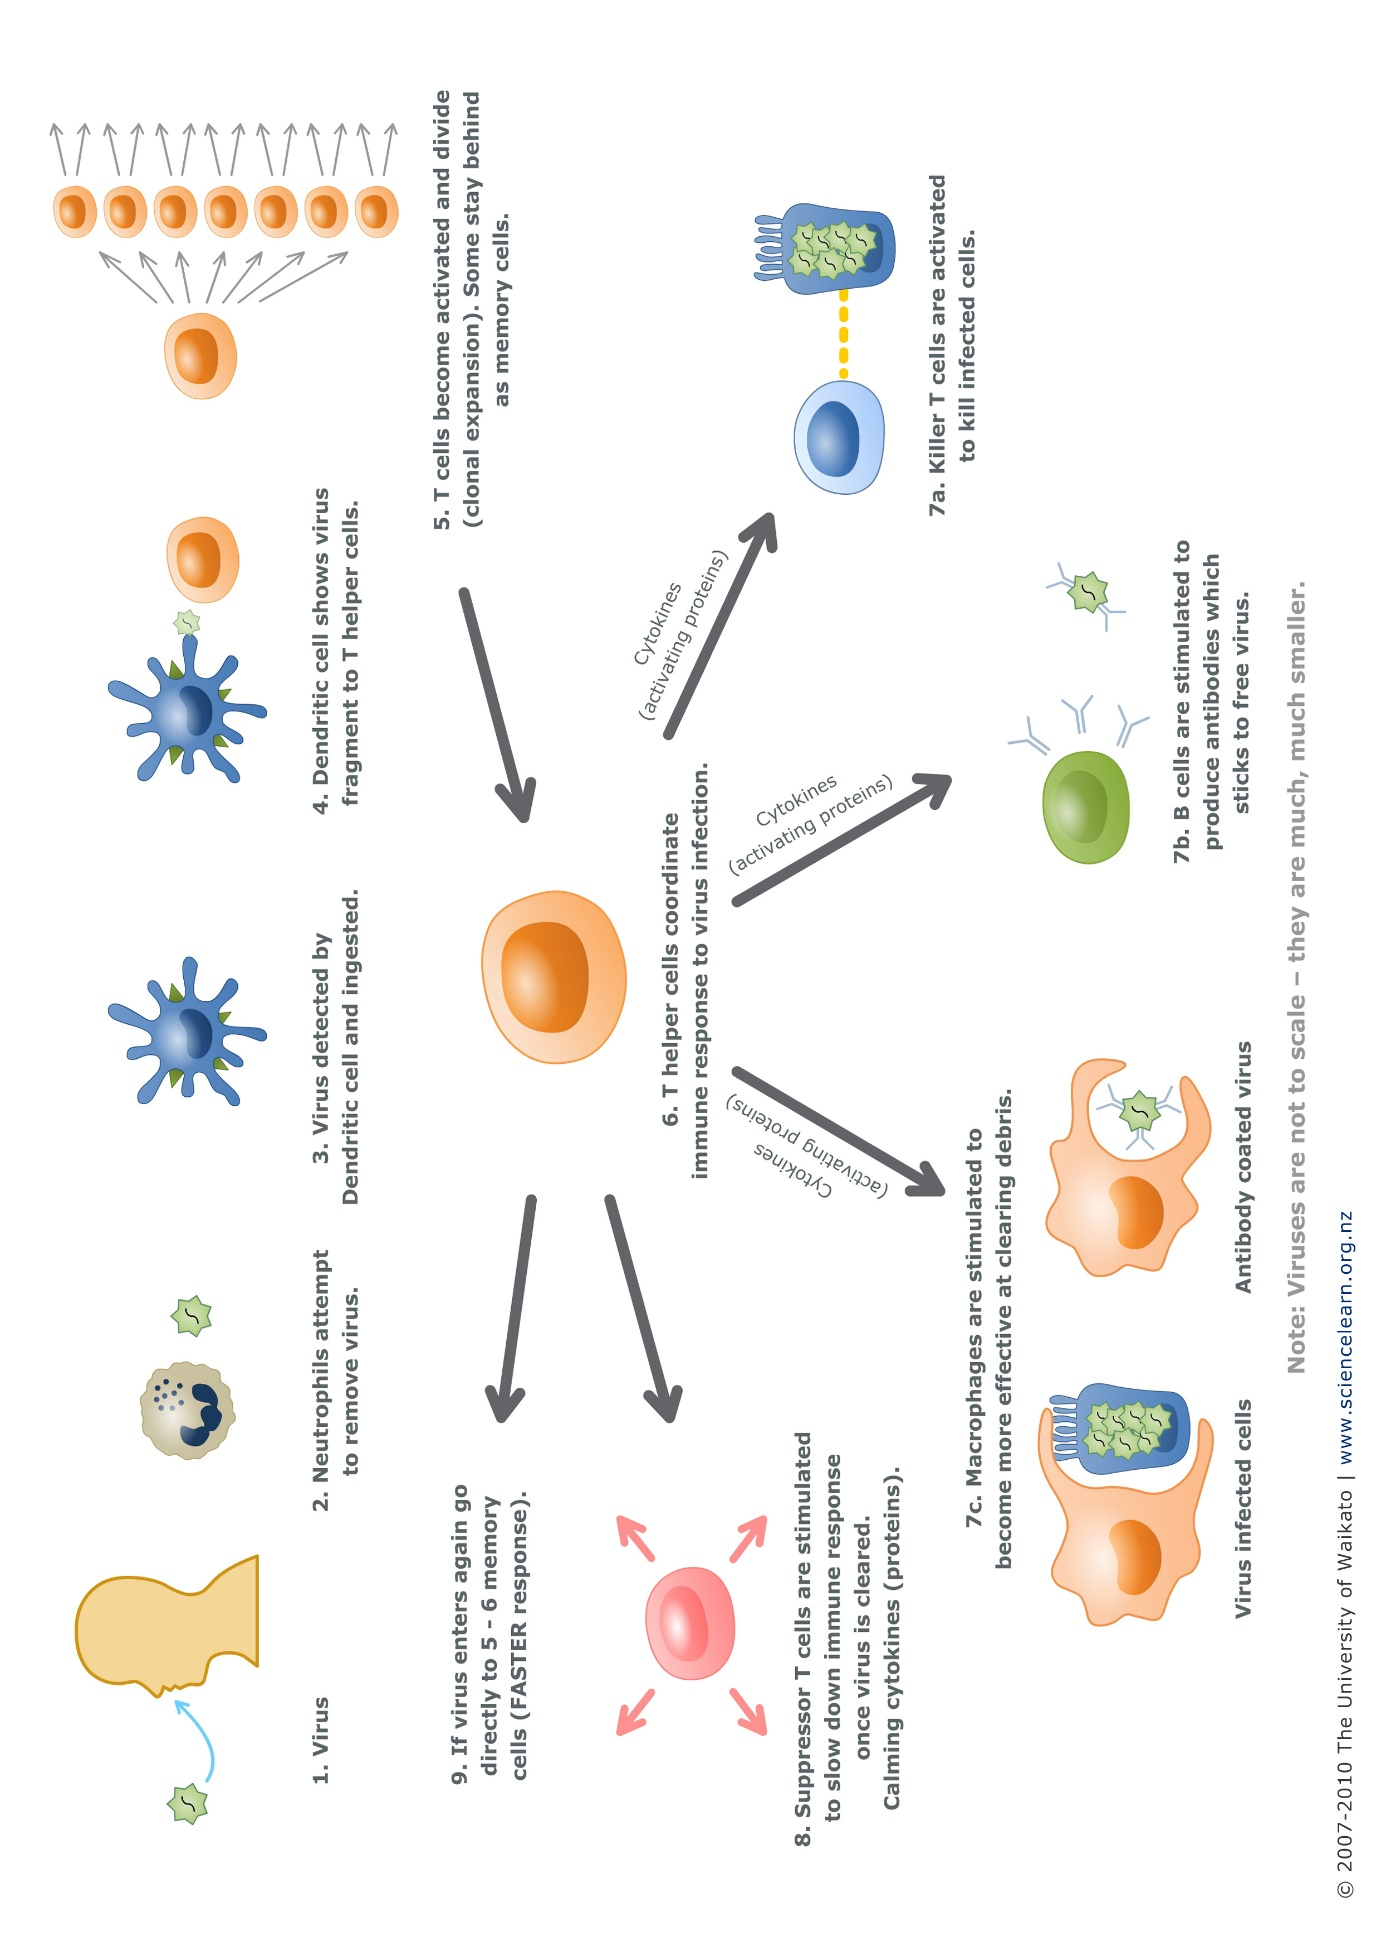 1. Virus
2. Neutrophils attempt
to remove virus.
3. Virus detected by
Dendritic cell and ingested.
4. Dendritic cell shows virus
fragment to T helper cells.
5. T cells become activated and divide
(clonal expansion). Some stay behind
as memory cells.
6. T helper cells coordinate
immune response to virus infection.
Cytokines
(activating proteins)
7a. Killer T cells are activated
to kill infected cells.
Cytokines
(activating proteins)
7b. B cells are stimulated to
produce antibodies which
sticks to free virus.
Cytokines
(activating proteins)
7c. Macrophages are stimulated to
become more effective at clearing debris.
Virus infected cells
Antibody coated virus
8. Suppressor T cells are stimulated
to slow down immune response
once virus is cleared.
Calming cytokines (proteins).
9. If virus enters again go
directly to 5 – 6 memory
cells (FASTER response).
Note: Viruses are not to scale – they are much, much smaller.
© 2007-2010 The University of Waikato | www.sciencelearn.org.nz